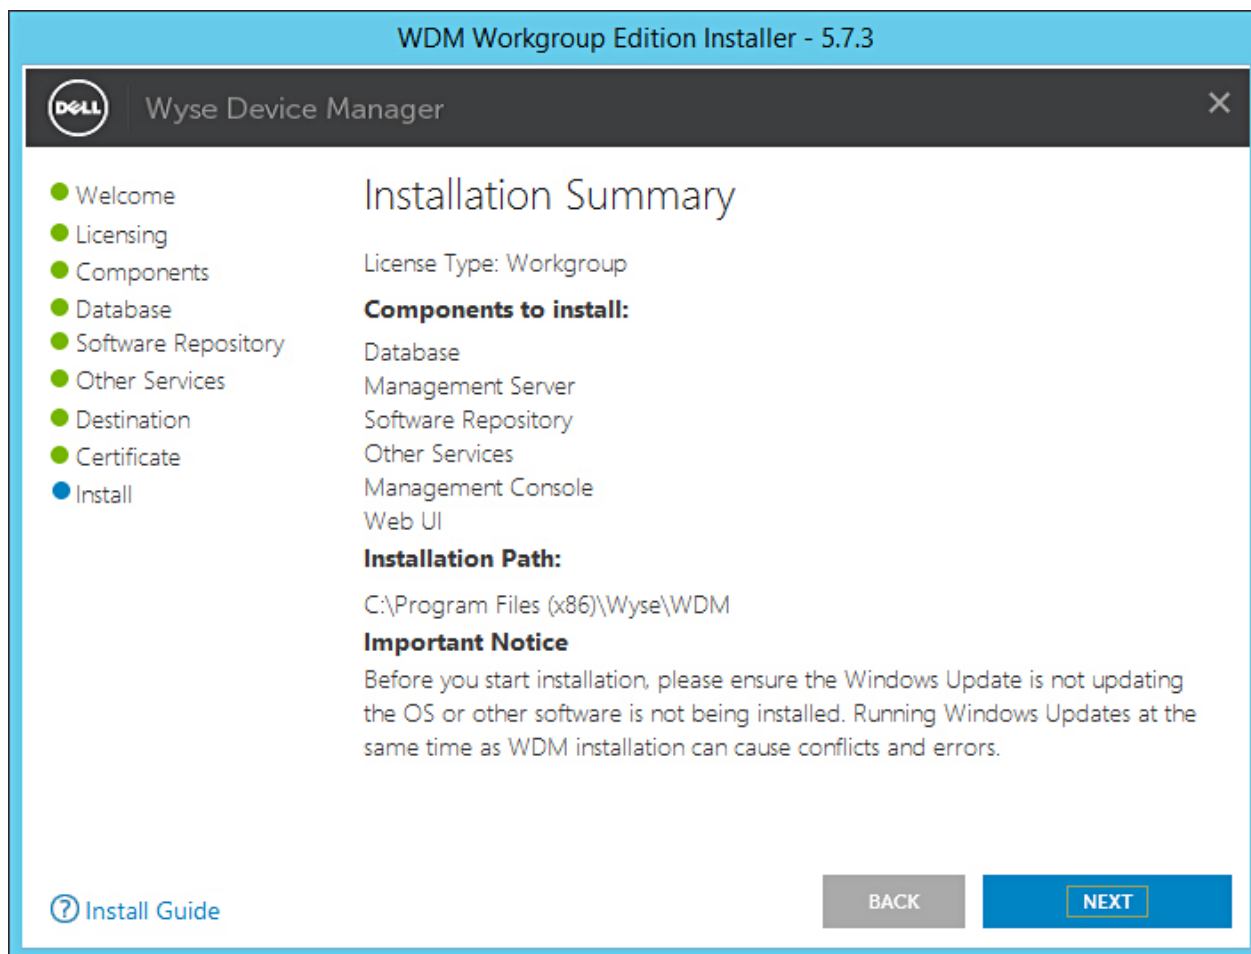 WDM Workgroup Edition Installer - 5.7.3
DELL
Wyse Device Manager
Welcome
Licensing
Components
Database
Software Repository
Other Services
Destination
Certificate
Install
Installation Summary
License Type: Workgroup
Components to install:
Database
Management Server
Software Repository
Other Services
Management Console
Web UI
Installation Path:
C:\Program Files (x86)\Wyse\WDM
Important Notice
Before you start installation, please ensure the Windows Update is not updating
the OS or other software is not being installed. Running Windows Updates at the
same time as WDM installation can cause conflicts and errors.
? Install Guide
BACK
NEXT